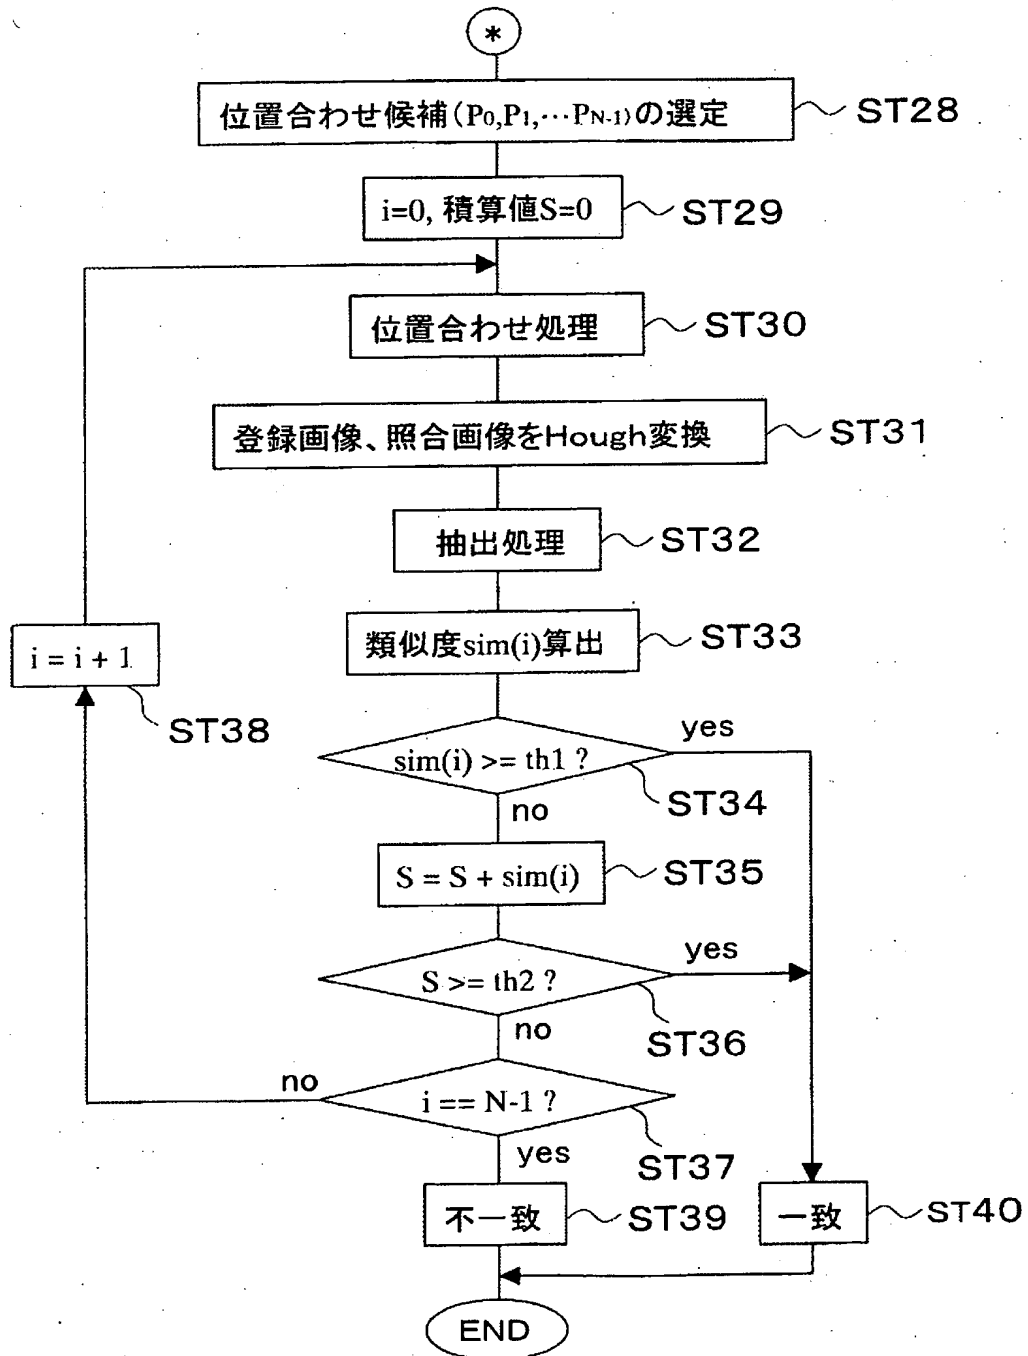 *
位置合わせ候補(P0,P1,…PN-1)の選定
ST28
i=0, 積算値S=0
ST29
位置合わせ処理
ST30
登録画像、照合画像をHough変換
ST31
抽出処理
ST32
類似度sim(i)算出
ST33
i = i + 1
ST38
sim(i) >= th1 ?
yes
ST34
no
S = S + sim(i)
ST35
S >= th2 ?
yes
ST36
no
i == N-1 ?
no
ST37
yes
不一致
ST39
一致
ST40
END